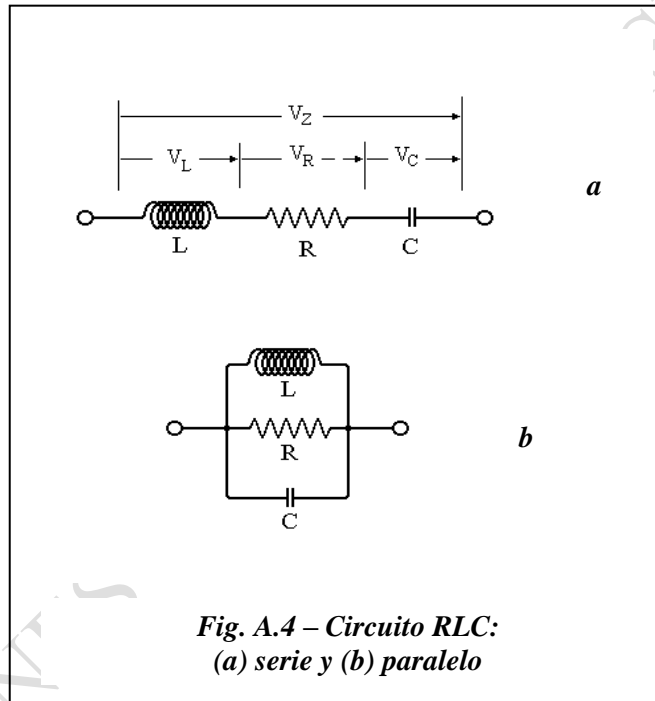 V_Z
V_L V_R V_C
a
L R C
L
R
b
C
Fig. A.4 – Circuito RLC:
(a) serie y (b) paralelo